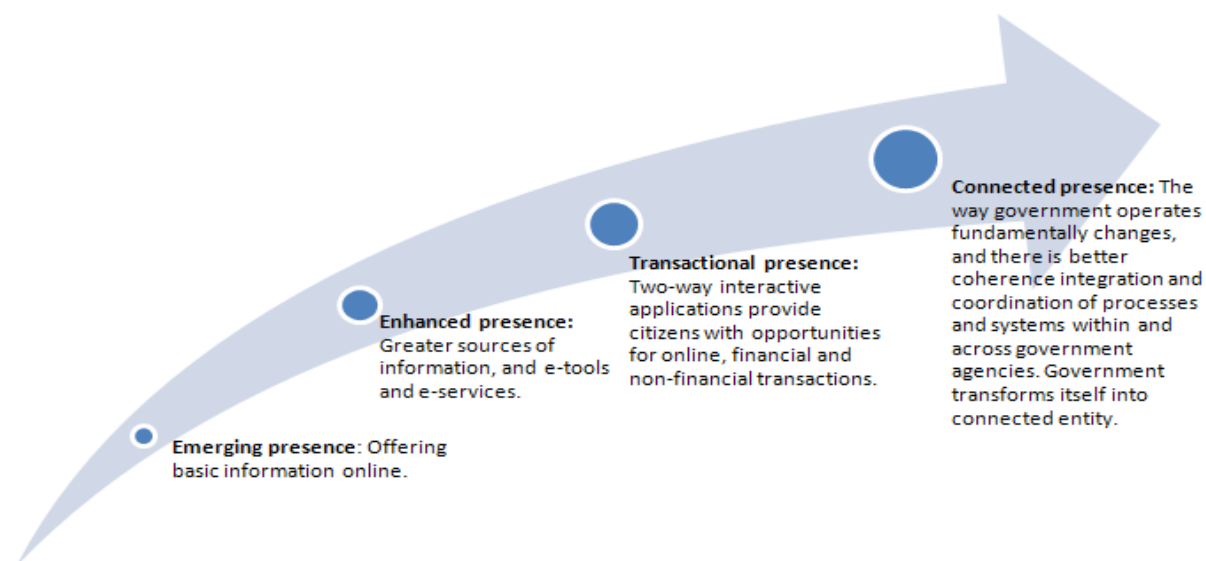 Emerging presence: Offering
basic information online.
Enhanced presence:
Greater sources of
information, and e-tools
and e-services.
Transactional presence:
Two-way interactive
applications provide
citizens with opportunities
for online, financial and
non-financial transactions.
Connected presence: The
way government operates
fundamentally changes,
and there is better
coherence integration and
coordination of processes
and systems within and
across government
agencies. Government
transforms itself into
connected entity.